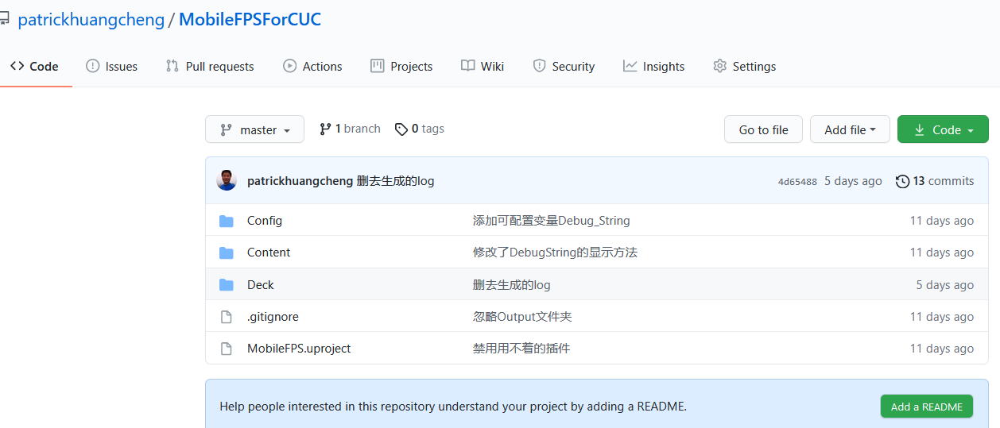 patrickhuangcheng / MobileFPSForCUC
Code Issues Pull requests Actions Projects Wiki Security Insights Settings
master 1 branch 0 tags Go to file Add file Code
patrickhuangcheng 删去生成的log 4d65488 5 days ago 13 commits
Config 添加可配置变量Debug_String 11 days ago
Content 修改了DebugString的显示方法 11 days ago
Deck 删去生成的log 5 days ago
.gitignore 忽略Output文件夹 11 days ago
MobileFPS.uproject 禁用用不着的插件 11 days ago
Help people interested in this repository understand your project by adding a README. Add a README